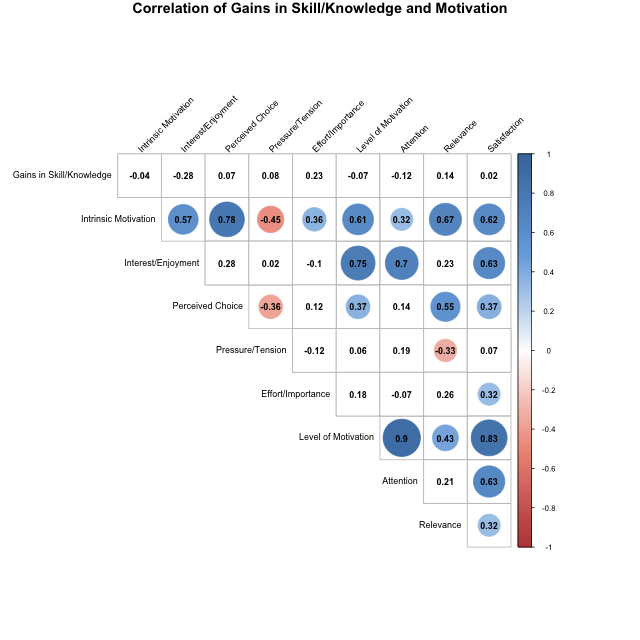 Correlation of Gains in Skill/Knowledge and Motivation
Intrinsic Motivation
Interest/Enjoyment
Perceived Choice
Pressure/Tension
Effort/Importance
Level of Motivation
Attention
Relevance
Satisfaction
Gains in Skill/Knowledge -0.04 -0.28 0.07 0.08 0.23 -0.07 -0.12 0.14 0.02
Intrinsic Motivation 0.57 0.78 -0.45 0.36 0.61 0.32 0.67 0.62
Interest/Enjoyment 0.28 0.02 -0.1 0.75 0.7 0.23 0.63
Perceived Choice -0.36 0.12 0.37 0.14 0.55 0.37
Pressure/Tension -0.12 0.06 0.19 -0.33 0.07
Effort/Importance 0.18 -0.07 0.26 0.32
Level of Motivation 0.9 0.43 0.83
Attention 0.21 0.63
Relevance 0.32
1
0.8
0.6
0.4
0.2
0
-0.2
-0.4
-0.6
-0.8
-1